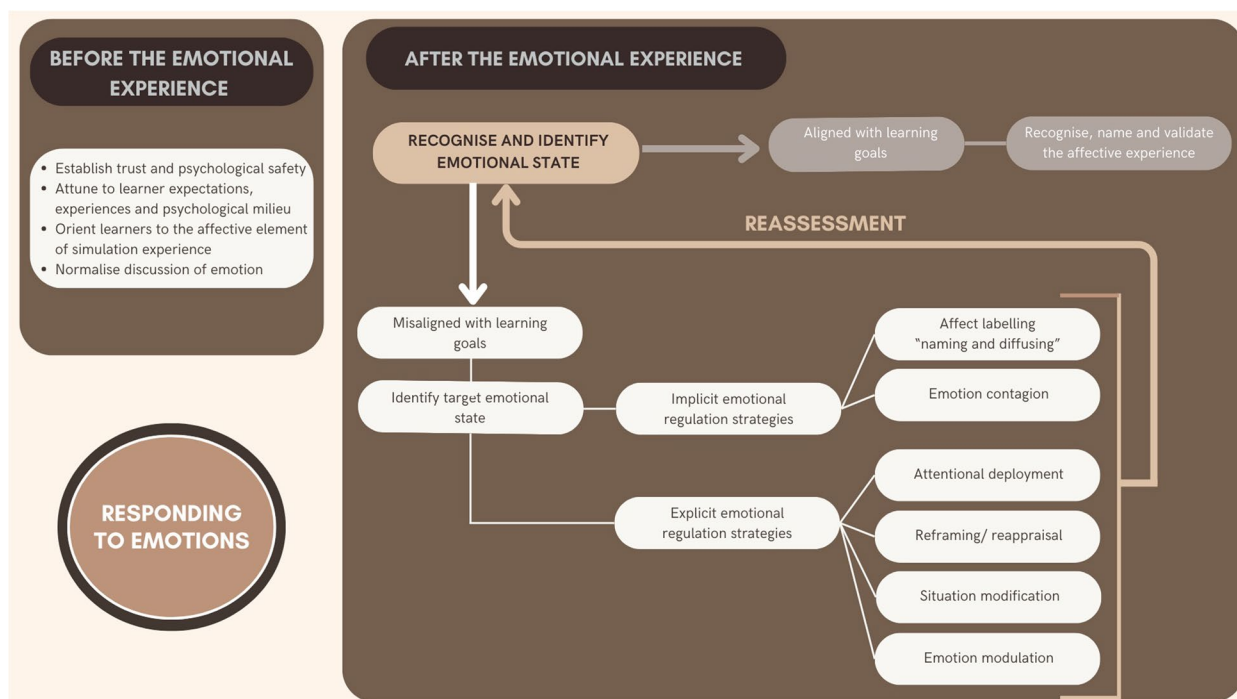 BEFORE THE EMOTIONAL
EXPERIENCE
• Establish trust and psychological safety
• Attune to learner expectations,
experiences and psychological milieu
• Orient learners to the affective element
of simulation experience
• Normalise discussion of emotion
RESPONDING
TO EMOTIONS
AFTER THE EMOTIONAL EXPERIENCE
RECOGNISE AND IDENTIFY
EMOTIONAL STATE
Aligned with learning
goals
Recognise, name and validate
the affective experience
REASSESSMENT
Misaligned with learning
goals
Identify target emotional
state
Implicit emotional
regulation strategies
Affect labelling
“naming and diffusing”
Emotion contagion
Explicit emotional
regulation strategies
Attentional deployment
Reframing/ reappraisal
Situation modification
Emotion modulation